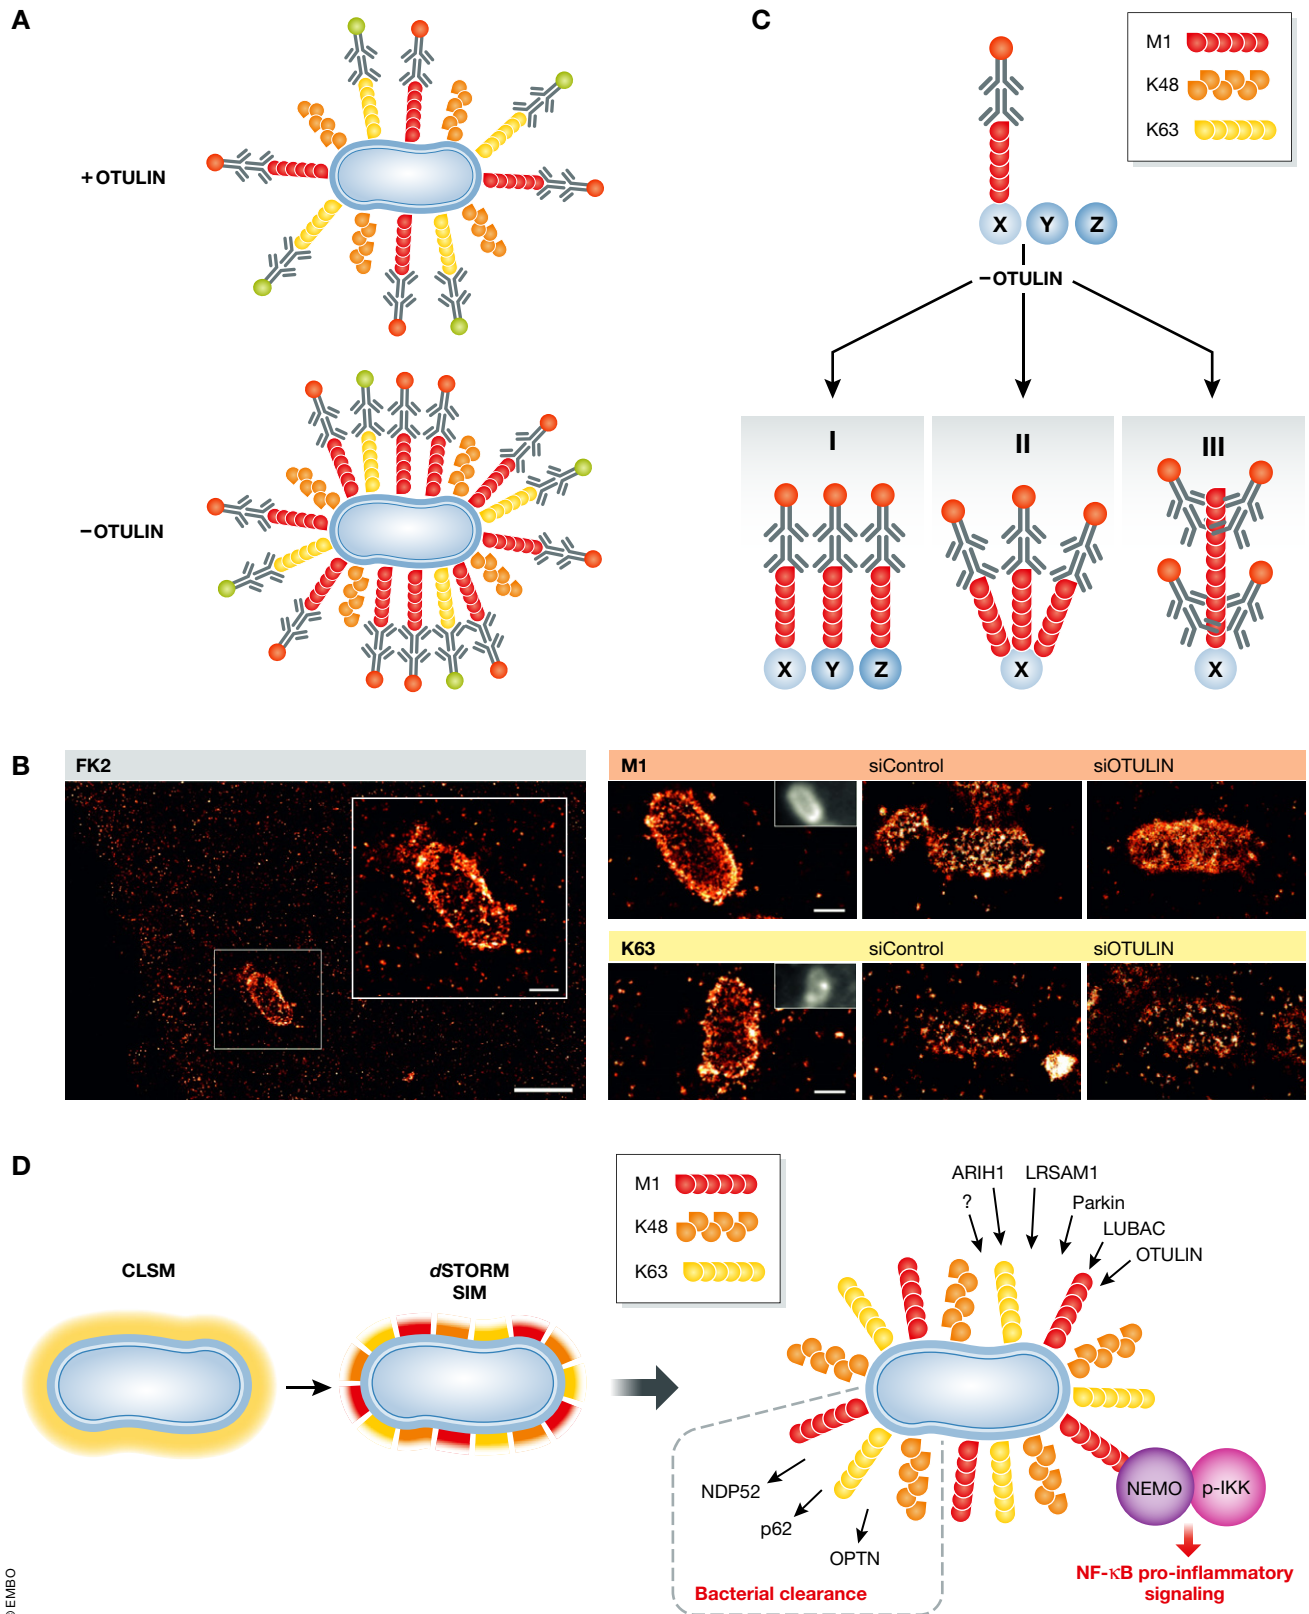 A
+OTULIN
−OTULIN
C
M1
K48
K63
X Y Z
−OTULIN
I
II
III
X Y Z
X
X
B
FK2
M1 siControl siOTULIN
K63 siControl siOTULIN
D
CLSM
dSTORM
SIM
M1
K48
K63
ARIH1
LRSAM1
?
Parkin
LUBAC
OTULIN
NDP52
p62
OPTN
Bacterial clearance
NEMO
p-IKK
NF-κB pro-inflammatory
signaling
© EMBO